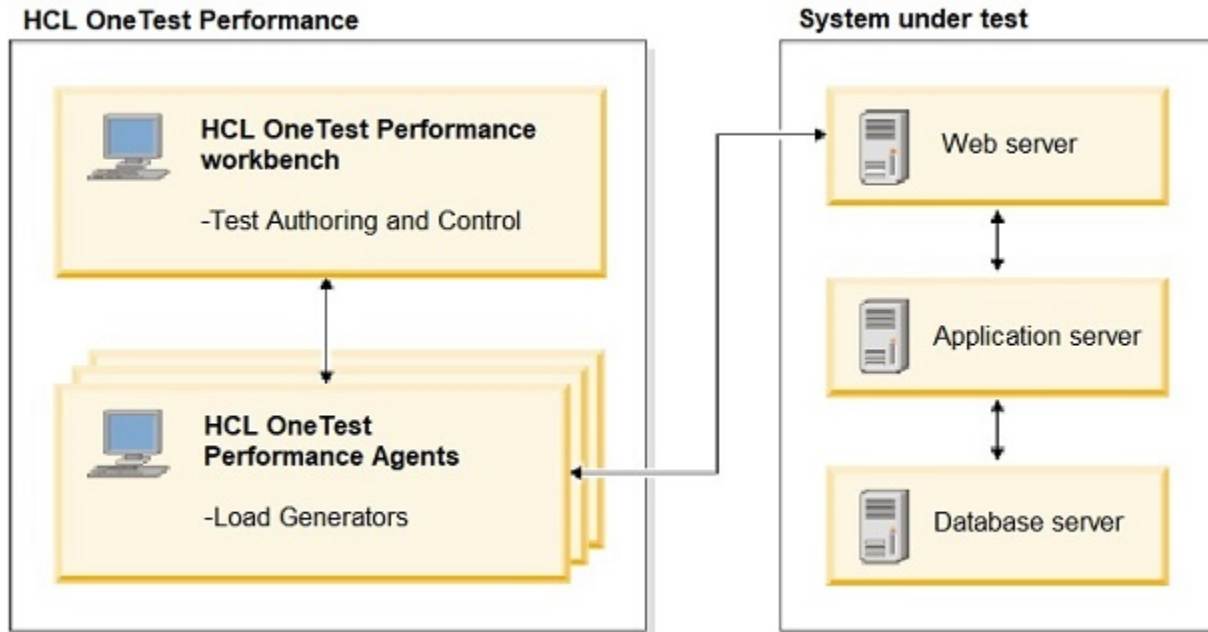 HCL OneTest Performance
HCL OneTest Performance
workbench
-Test Authoring and Control
HCL OneTest
Performance Agents
-Load Generators
System under test
Web server
Application server
Database server